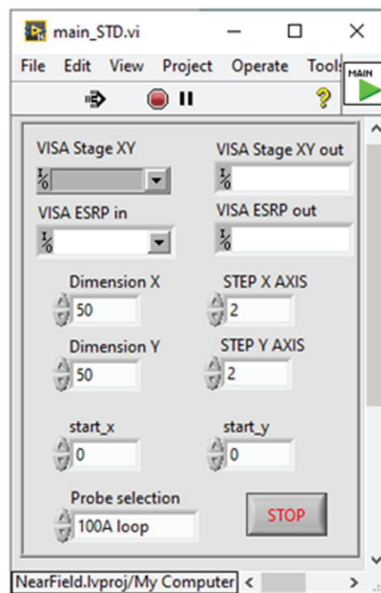 main_STD.vi
File Edit View Project Operate Tools
MAIN
VISA Stage XY VISA Stage XY out
I/O I/O
VISA ESRP in VISA ESRP out
I/O I/O
Dimension X STEP X AXIS
50 2
Dimension Y STEP Y AXIS
50 2
start_x start_y
0 0
Probe selection
100A loop STOP
NearField.lvproj/My Computer